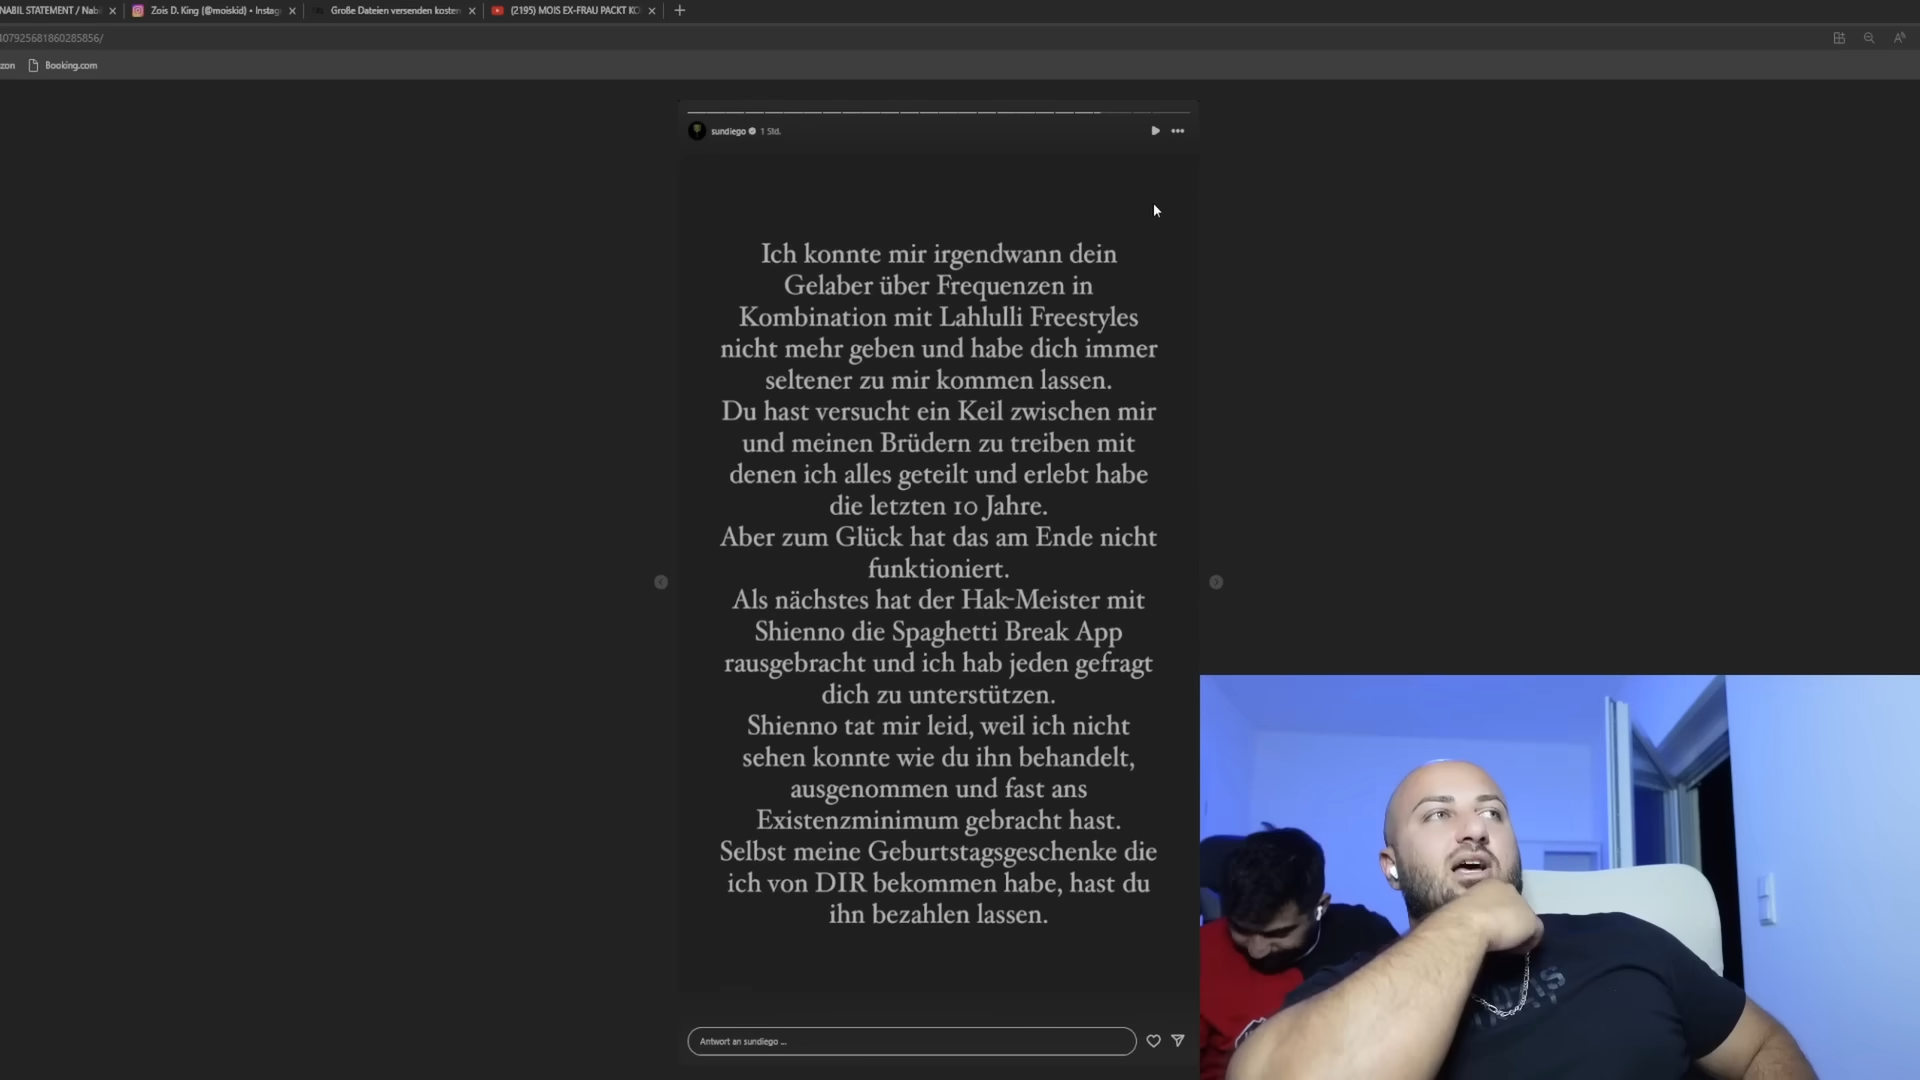 NABIL STATEMENT / Nabi
Zois D. King (@moiskid) • Instag
Große Dateien versenden kosten
(2195) MOIS EX-FRAU PACKT KO
407925681860285856/
zon
Booking.com
sundiego
1 Std.
Ich konnte mir irgendwann dein
Gelaber über Frequenzen in
Kombination mit Lahlulli Freestyles
nicht mehr geben und habe dich immer
seltener zu mir kommen lassen.
Du hast versucht ein Keil zwischen mir
und meinen Brüdern zu treiben mit
denen ich alles geteilt und erlebt habe
die letzten 10 Jahre.
Aber zum Glück hat das am Ende nicht
funktioniert.
Als nächstes hat der Hak-Meister mit
Shienno die Spaghetti Break App
rausgebracht und ich hab jeden gefragt
dich zu unterstützen.
Shienno tat mir leid, weil ich nicht
sehen konnte wie du ihn behandelt,
ausgenommen und fast ans
Existenzminimum gebracht hast.
Selbst meine Geburtstagsgeschenke die
ich von DIR bekommen habe, hast du
ihn bezahlen lassen.
Antwort an sundiego ...